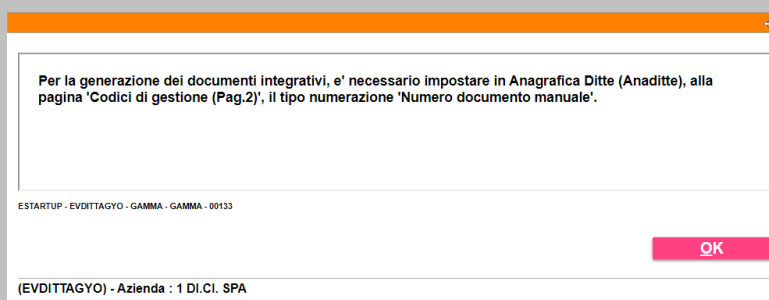 Per la generazione dei documenti integrativi, e' necessario impostare in Anagrafica Ditte (Anaditte), alla
pagina 'Codici di gestione (Pag.2)', il tipo numerazione 'Numero documento manuale'.
ESTARTUP - EVDITTAGYO - GAMMA - GAMMA - 00133
OK
(EVDITTAGYO) - Azienda : 1 DI.CI. SPA